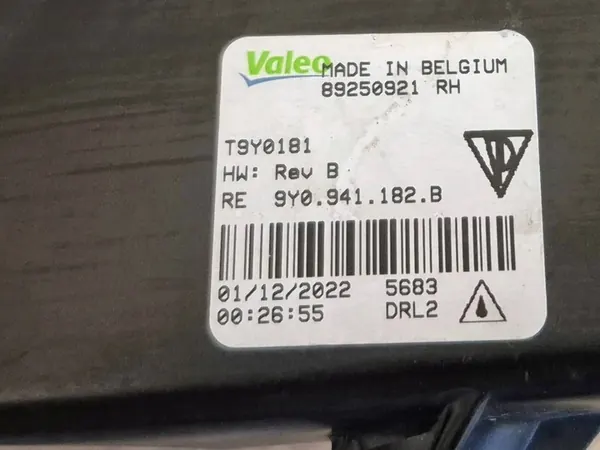 Valeo MADE IN BELGIUM
89250921 RH
T9Y0181
HW: Rev B
RE 9Y0.941.182.B
01/12/2022 5683
00:26:55 DRL2